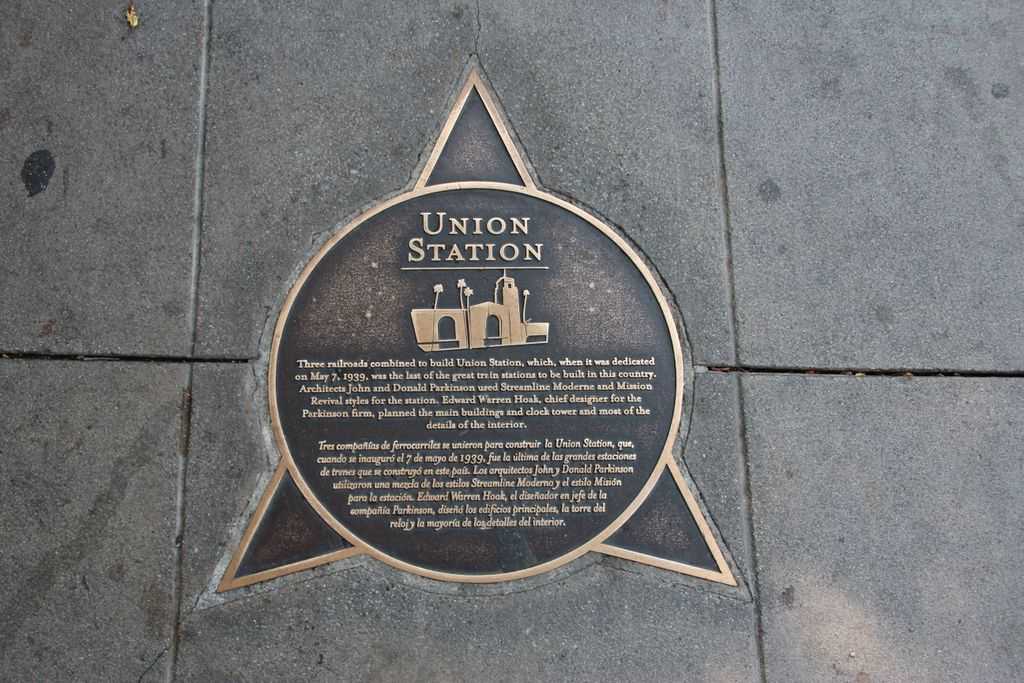 UNION
STATION
Three railroads combined to build Union Station, which, when it was dedicated
on May 7, 1939, was the last of the great train stations to be built in this country.
Architects John and Donald Parkinson used Streamline Moderne and Mission
Revival styles for the station. Edward Warren Hoak, chief designer for the
Parkinson firm, planned the main buildings and clock tower and most of the
details of the interior.
Tres compañías de ferrocarriles se unieron para construir la Union Station, que,
cuando se inauguró el 7 de mayo de 1939, fue la última de las grandes estaciones
de trenes que se construyó en este país. Los arquitectos John y Donald Parkinson
utilizaron una mezcla de los estilos Streamline Moderno y el estilo Misión
para la estación. Edward Warren Hoak, el diseñador en jefe de la
compañía Parkinson, diseñó los edificios principales, la torre del
reloj y la mayoría de los detalles del interior.